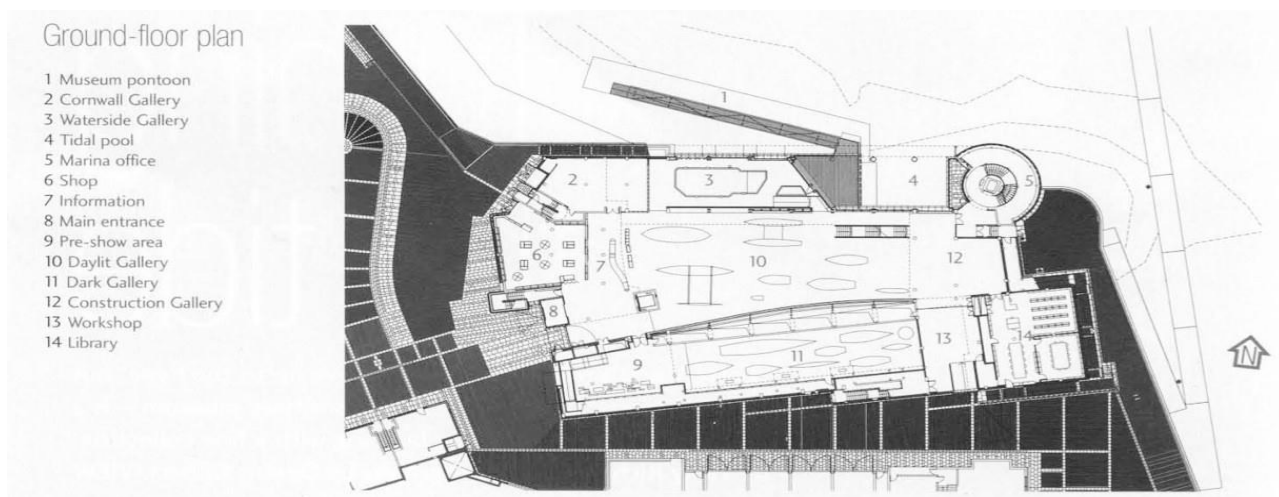 Ground-floor plan
1 Museum pontoon
2 Cornwall Gallery
3 Waterside Gallery
4 Tidal pool
5 Marina office
6 Shop
7 Information
8 Main entrance
9 Pre-show area
10 Daylit Gallery
11 Dark Gallery
12 Construction Gallery
13 Workshop
14 Library
1
2
3
4
5
6
7
8
9
10
11
12
13
14
N